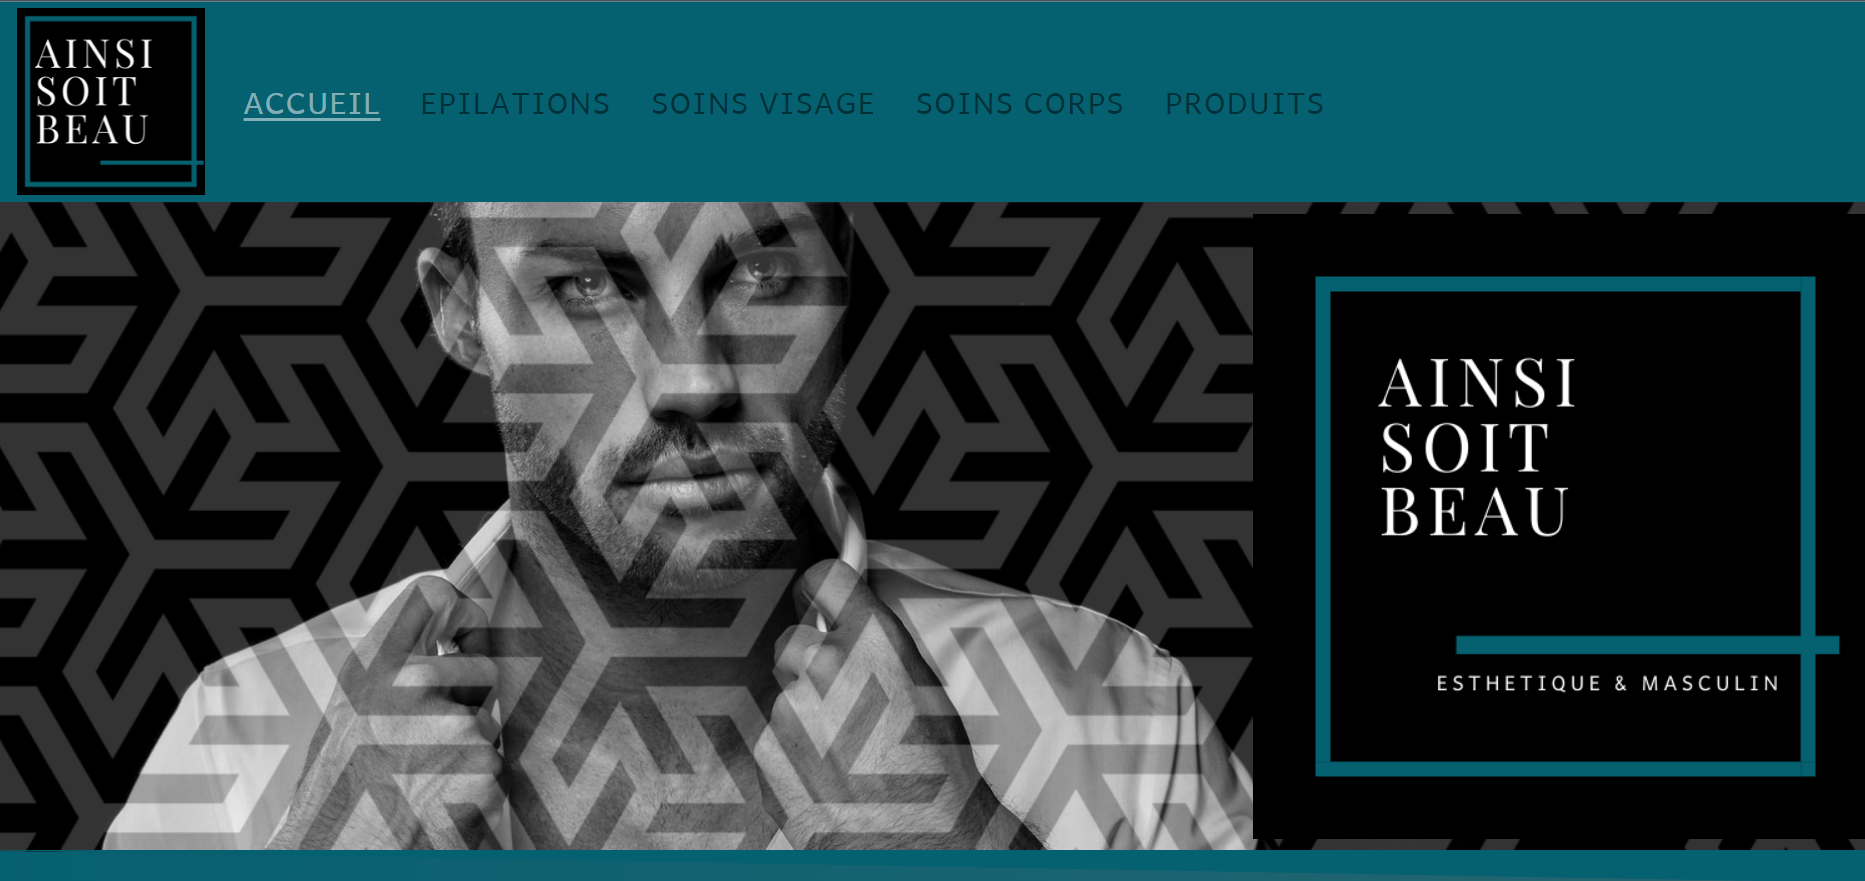 AINSI
SOIT
BEAU
ACCUEIL EPILATIONS SOINS VISAGE SOINS CORPS PRODUITS
AINSI
SOIT
BEAU
ESTHETIQUE & MASCULIN